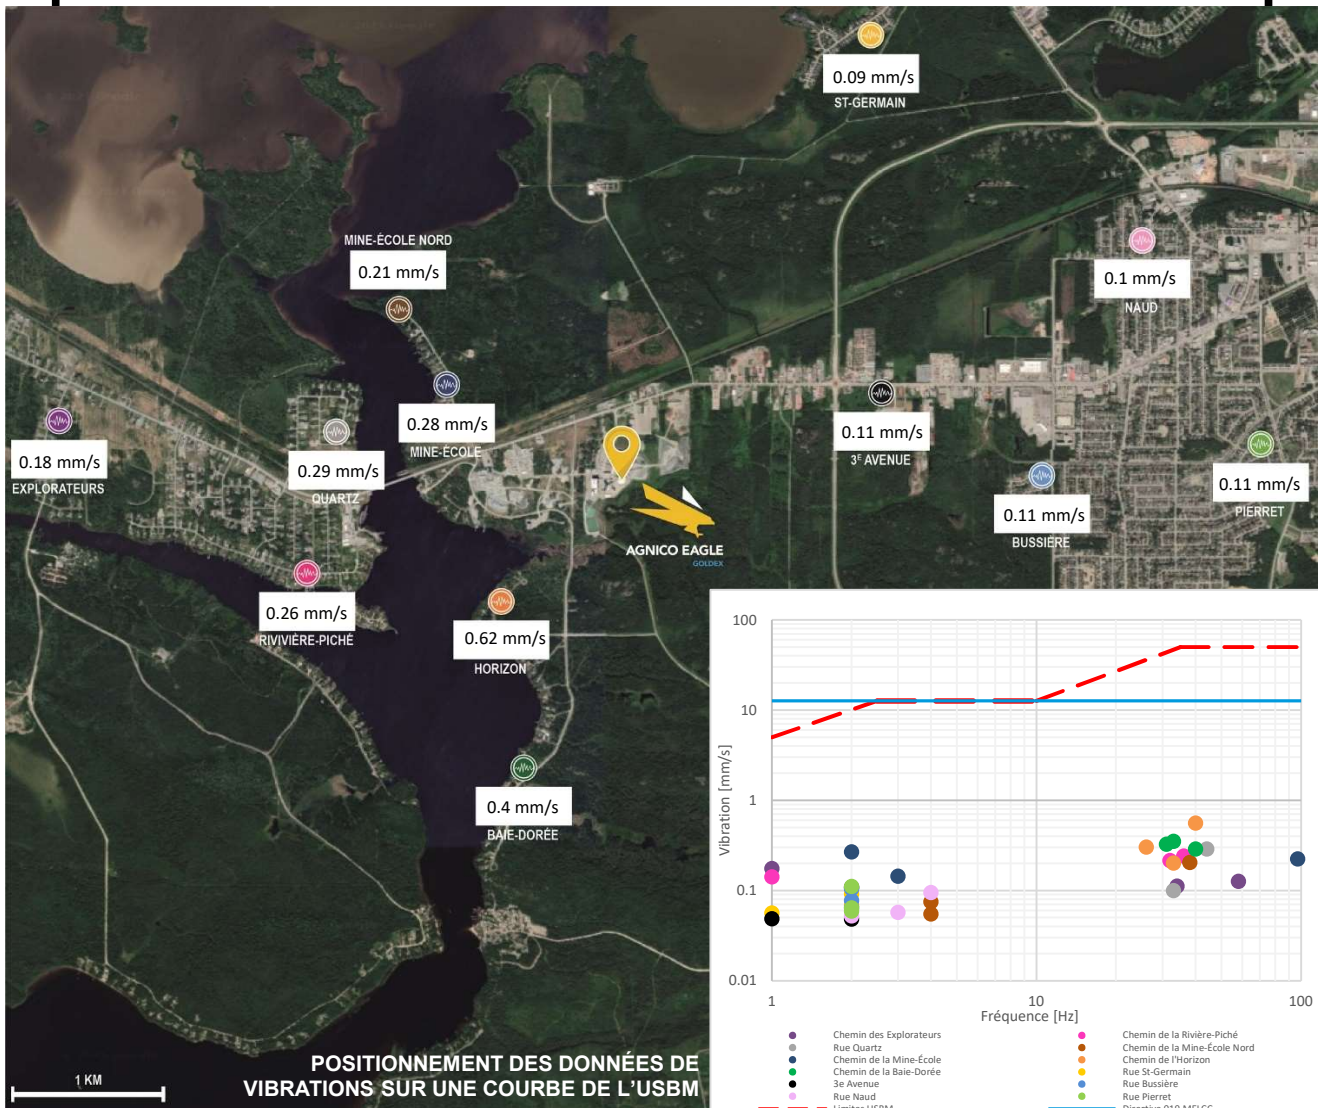 0.09 mm/s
ST-GERMAIN
MINE-ÉCOLE NORD
0.21 mm/s
0.1 mm/s
NAUD
0.28 mm/s
MINE-ÉCOLE
0.11 mm/s
3E AVENUE
0.18 mm/s
EXPLORATEURS
0.29 mm/s
QUARTZ
0.11 mm/s
PIERRET
0.11 mm/s
BUSSIÈRE
AGNICO EAGLE
GOLDEX
0.26 mm/s
RIVIVIÈRE-PICHÉ
0.62 mm/s
HORIZON
0.4 mm/s
BAIE-DORÉE
1 KM
POSITIONNEMENT DES DONNÉES DE
VIBRATIONS SUR UNE COURBE DE L'USBM
100
10
1
0.1
0.01
Vibration [mm/s]
1 10 100
Fréquence [Hz]
Chemin des Explorateurs
Chemin de la Rivière-Piché
Rue Quartz
Chemin de la Mine-École Nord
Chemin de la Mine-École
Chemin de l'Horizon
Chemin de la Baie-Dorée
Rue St-Germain
3e Avenue
Rue Bussière
Rue Naud
Rue Pierret
Limites USBM
Directive 019 MELCC